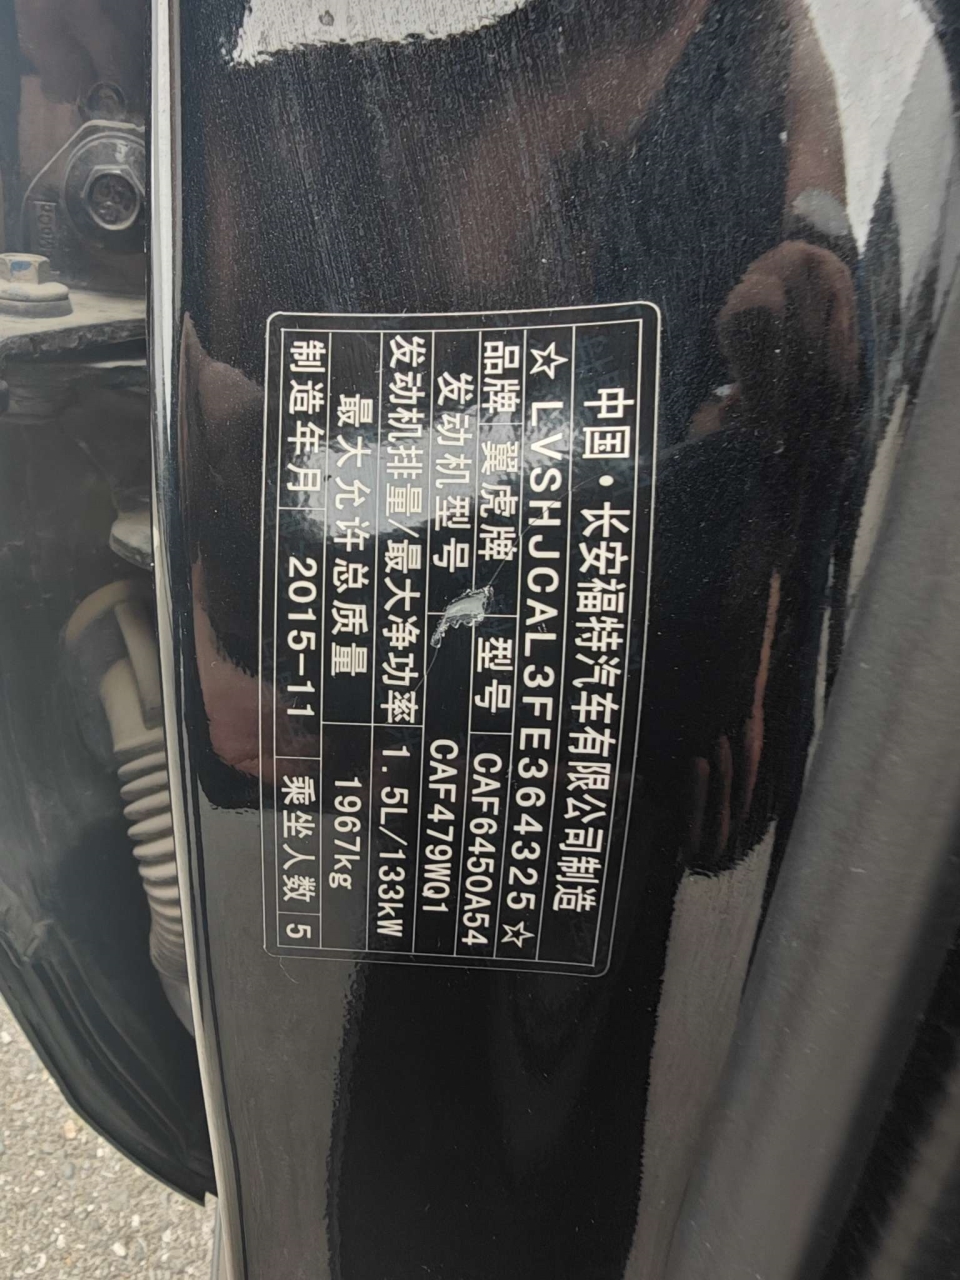 中国·长安福特汽车有限公司制造
☆LVSHJCAL3FE364325☆
品牌 翼虎牌 型号 CAF6450A54
发动机型号 CAF479WQ1
发动机排量/最大净功率 1.5L/133kW
最大允许总质量 1967kg
制造年月 2015-11 乘坐人数 5